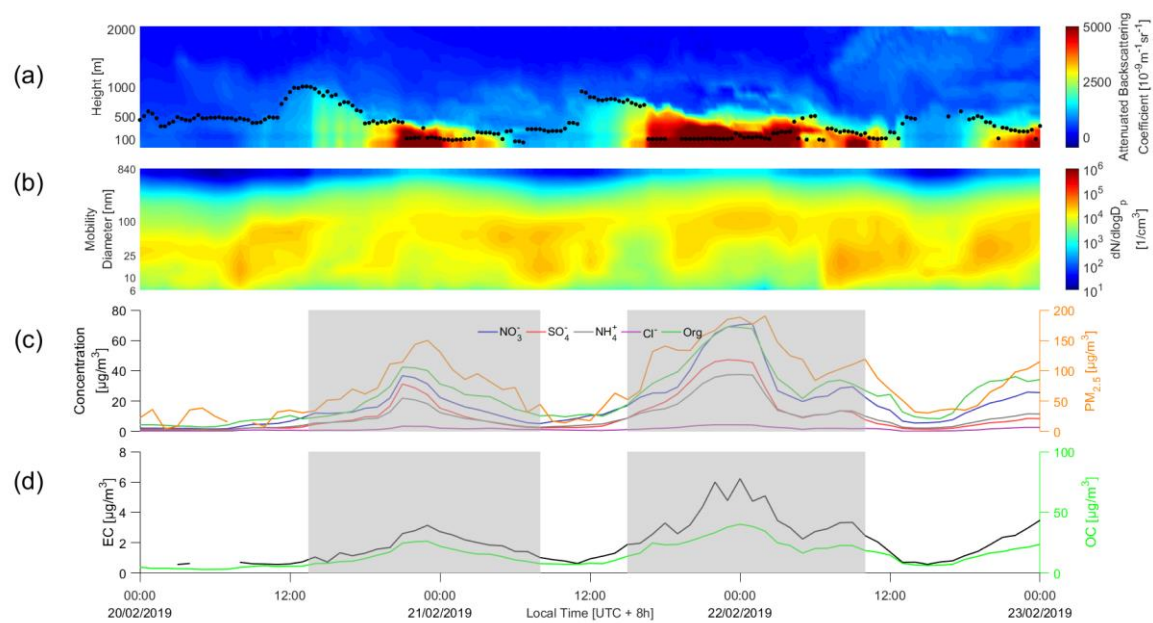 (a)
Height [m]
2000
1000
500
100
5000
2500
0
Attenuated Backscattering
Coefficient [10⁻⁹m⁻¹sr⁻¹]
(b)
Mobility
Diameter [nm]
840
100
25
10
6
10⁶
10⁵
10⁴
10³
10²
10¹
dN/dlogDₚ
[1/cm³]
(c)
Concentration
[µg/m³]
80
60
40
20
0
NO₃⁻ SO₄⁻ NH₄⁺ Cl⁻ Org
200
150
100
50
0
PM₂.₅ [µg/m³]
(d)
EC [µg/m³]
8
6
4
2
0
100
50
0
OC [µg/m³]
00:00 12:00 00:00 12:00 00:00 12:00 00:00
20/02/2019 21/02/2019 Local Time [UTC + 8h] 22/02/2019 23/02/2019